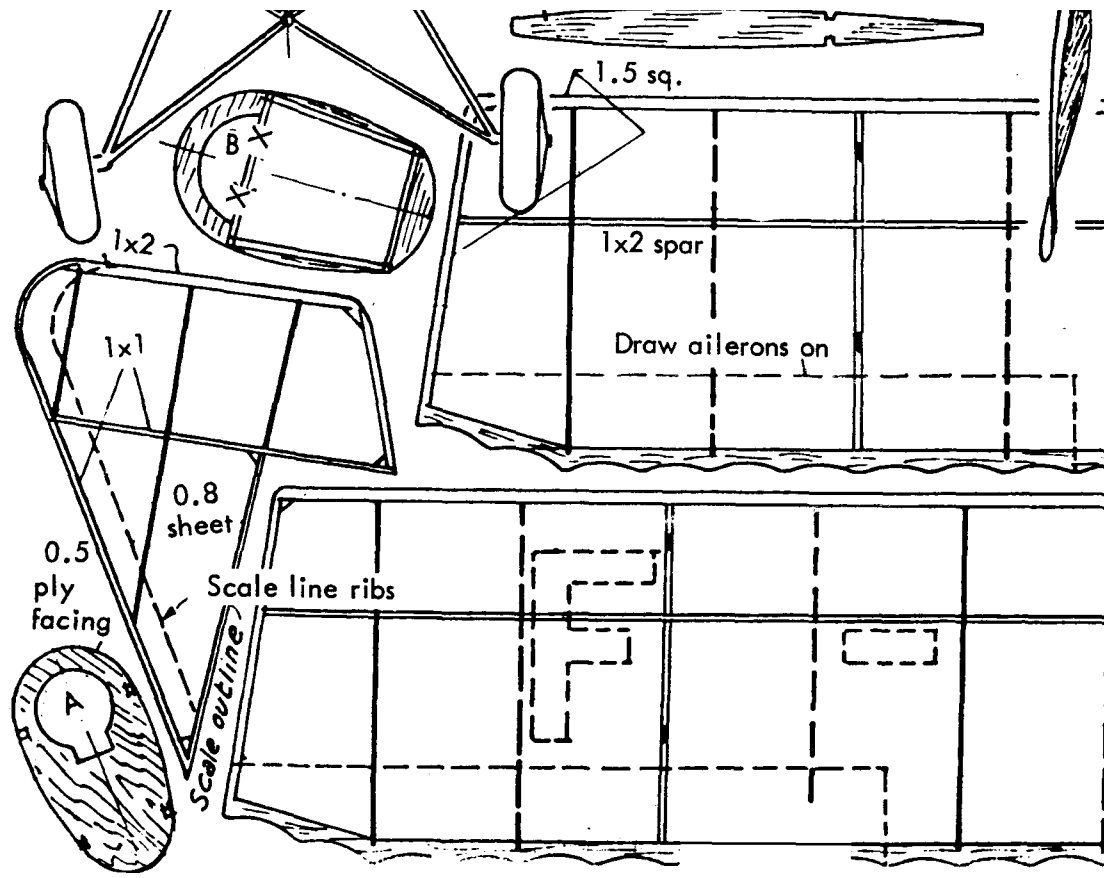 1.5 sq.
B
1x2
1x2 spar
1x1
Draw ailerons on
0.8
sheet
0.5
ply
facing
Scale line ribs
Scale outline
A
F-